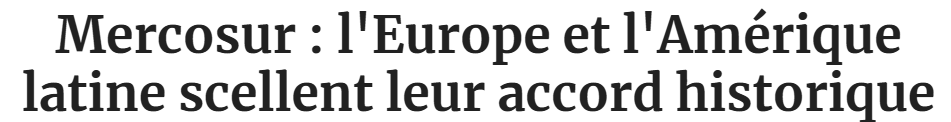 Mercosur : l'Europe et l'Amérique
latine scellent leur accord historique